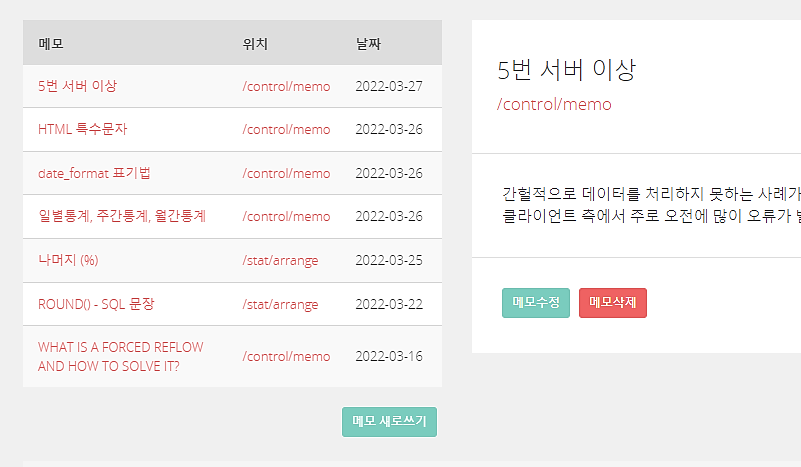 메모 위치 날짜
5번 서버 이상 /control/memo 2022-03-27
HTML 특수문자 /control/memo 2022-03-26
date_format 표기법 /control/memo 2022-03-26
일별통계, 주간통계, 월간통계 /control/memo 2022-03-26
나머지 (%) /stat/arrange 2022-03-25
ROUND() - SQL 문장 /stat/arrange 2022-03-22
WHAT IS A FORCED REFLOW
AND HOW TO SOLVE IT? /control/memo 2022-03-16
메모 새로쓰기
5번 서버 이상
/control/memo
간헐적으로 데이터를 처리하지 못하는 사례가
클라이언트 측에서 주로 오전에 많이 오류가
메모수정 메모삭제